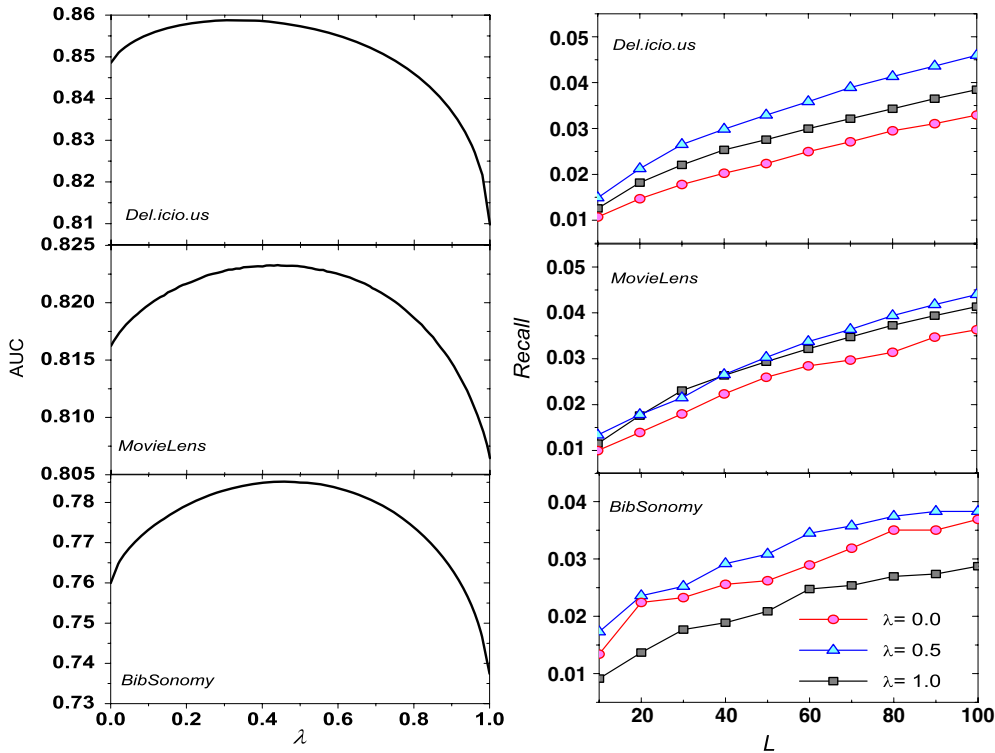 0.86
0.85
0.84
0.83
0.82
0.81
Del.icio.us
0.825
0.820
0.815
0.810
0.805
MovieLens
AUC
0.78
0.77
0.76
0.75
0.74
0.73
BibSonomy
0.0 0.2 0.4 0.6 0.8 1.0
λ
0.05
0.04
0.03
0.02
0.01
Del.icio.us
0.05
0.04
0.03
0.02
0.01
MovieLens
Recall
0.04
0.03
0.02
0.01
BibSonomy
λ= 0.0
λ= 0.5
λ= 1.0
20 40 60 80 100
L